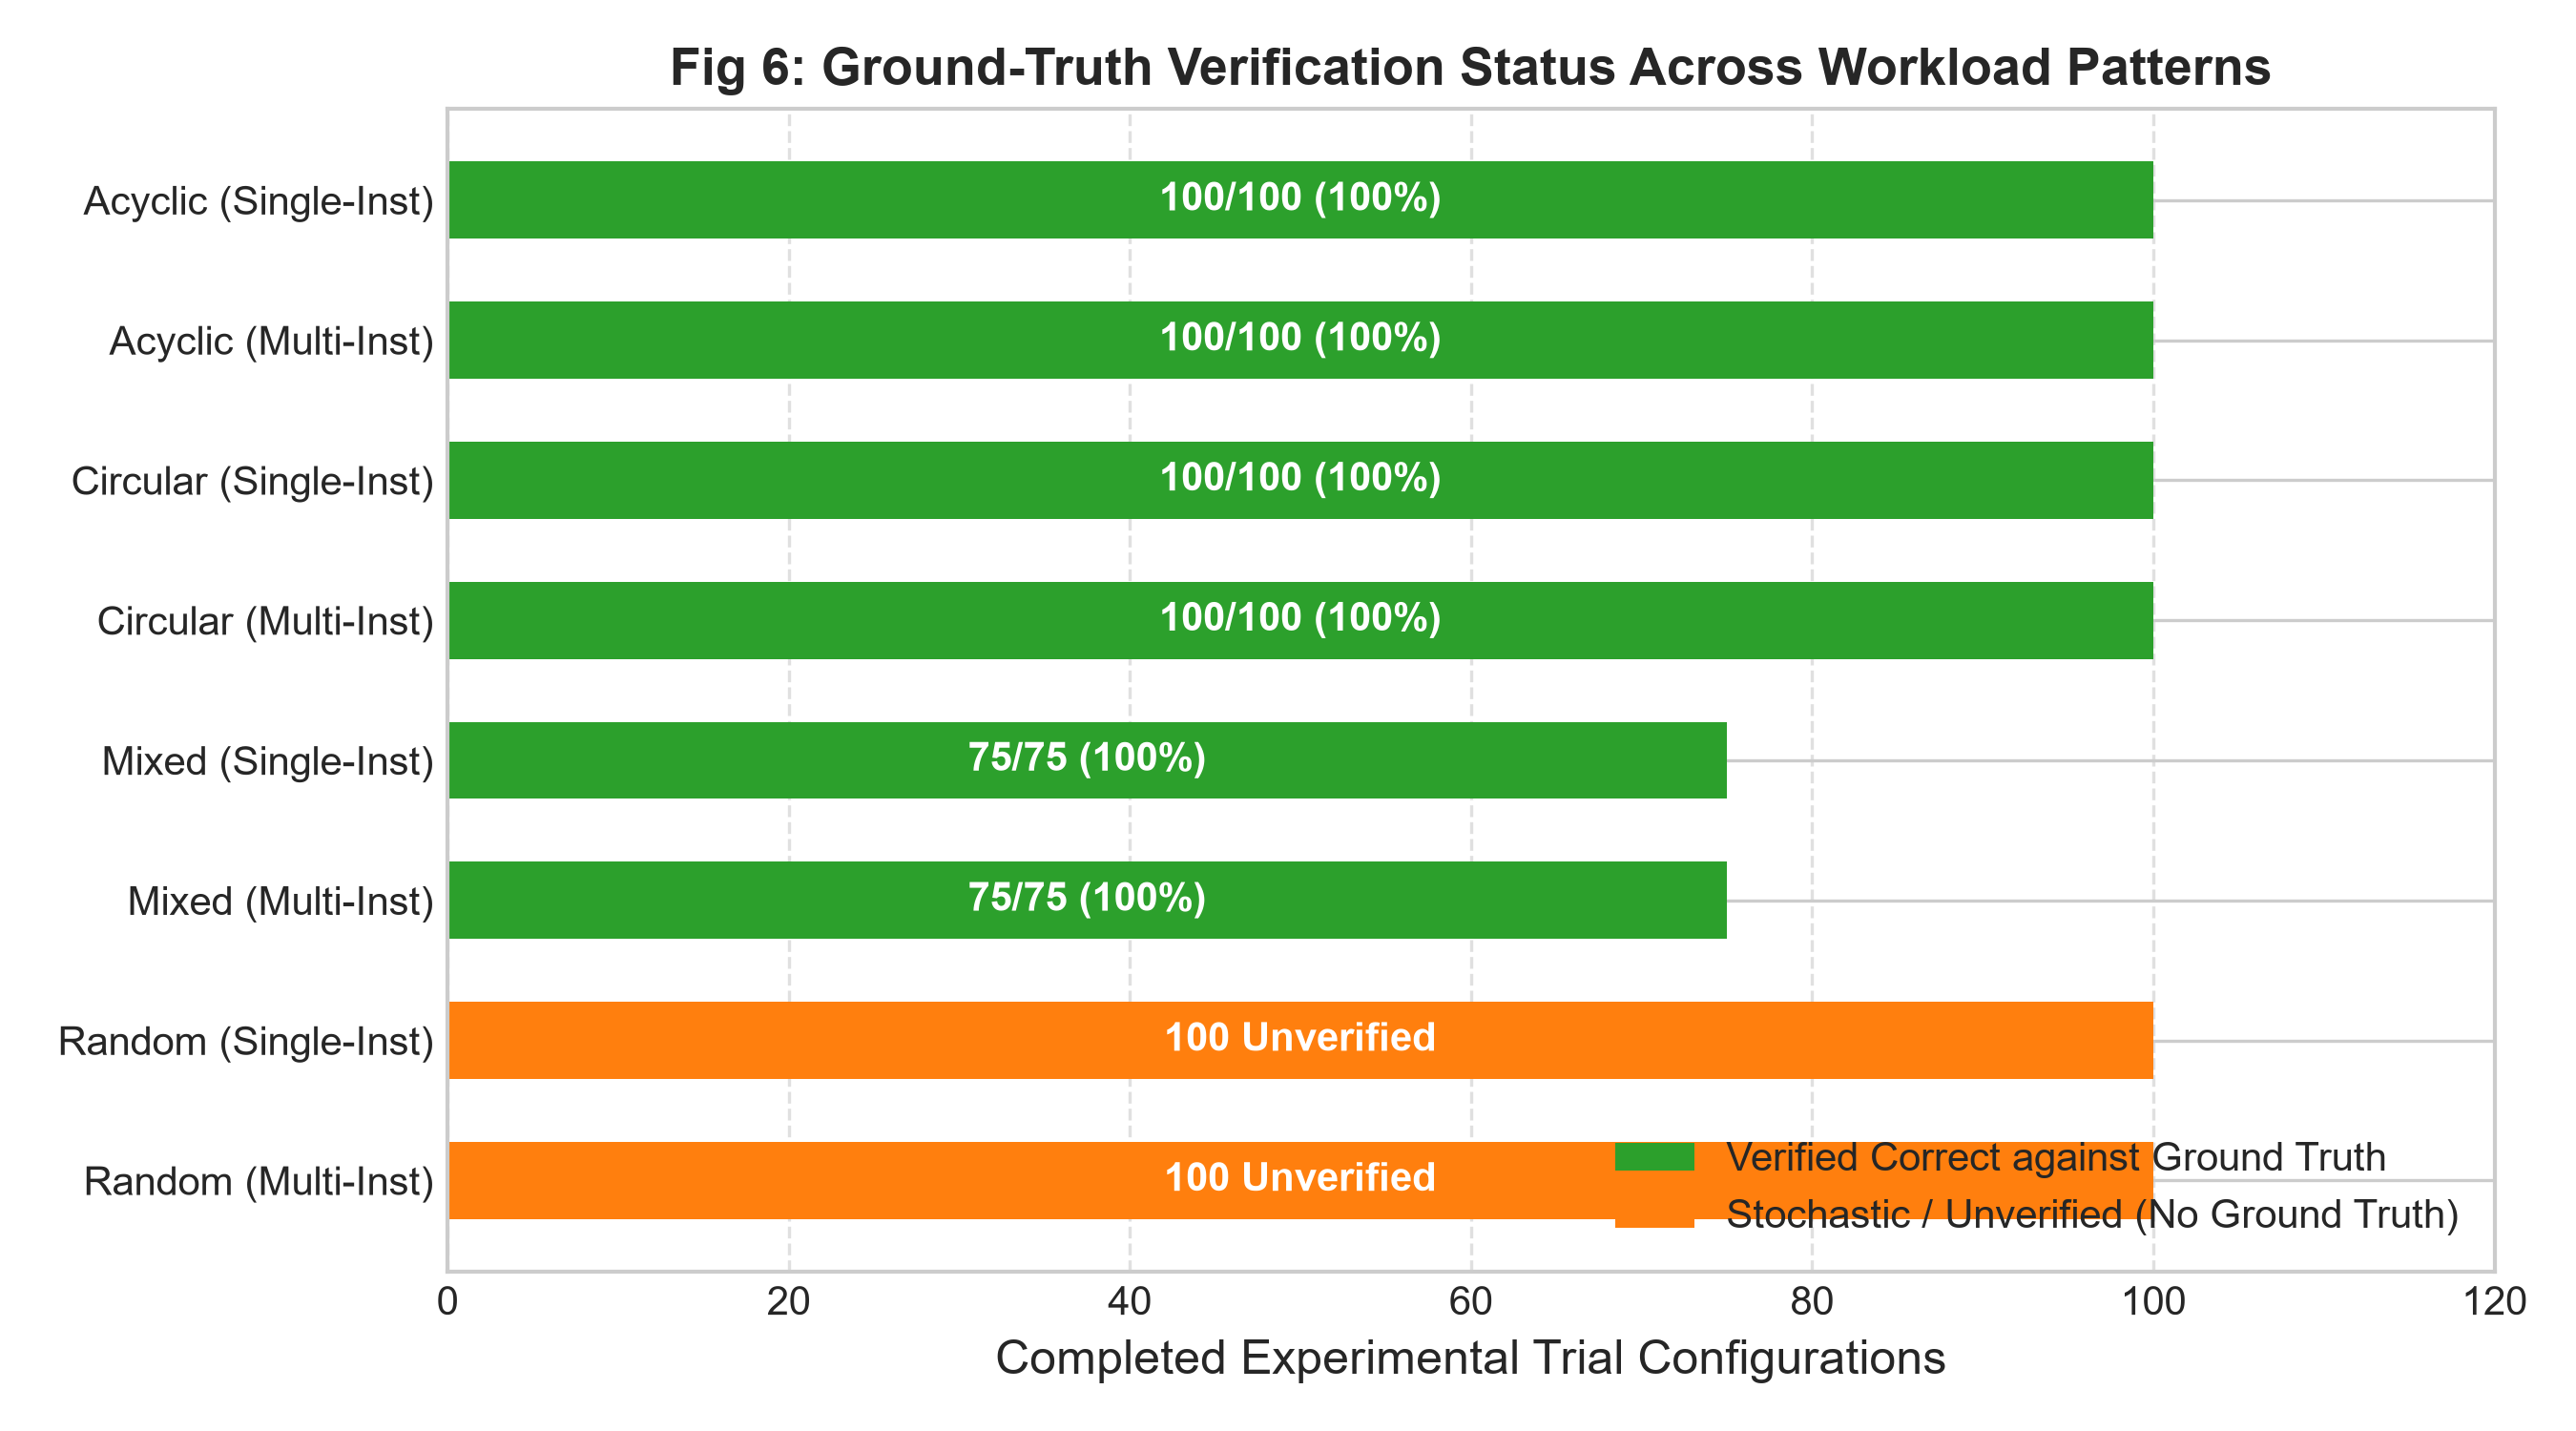 Fig 6: Ground-Truth Verification Status Across Workload Patterns
Acyclic (Single-Inst)
100/100 (100%)
Acyclic (Multi-Inst)
100/100 (100%)
Circular (Single-Inst)
100/100 (100%)
Circular (Multi-Inst)
100/100 (100%)
Mixed (Single-Inst)
75/75 (100%)
Mixed (Multi-Inst)
75/75 (100%)
Random (Single-Inst)
100 Unverified
Random (Multi-Inst)
100 Unverified
Verified Correct against Ground Truth
Stochastic / Unverified (No Ground Truth)
0 20 40 60 80 100 120
Completed Experimental Trial Configurations